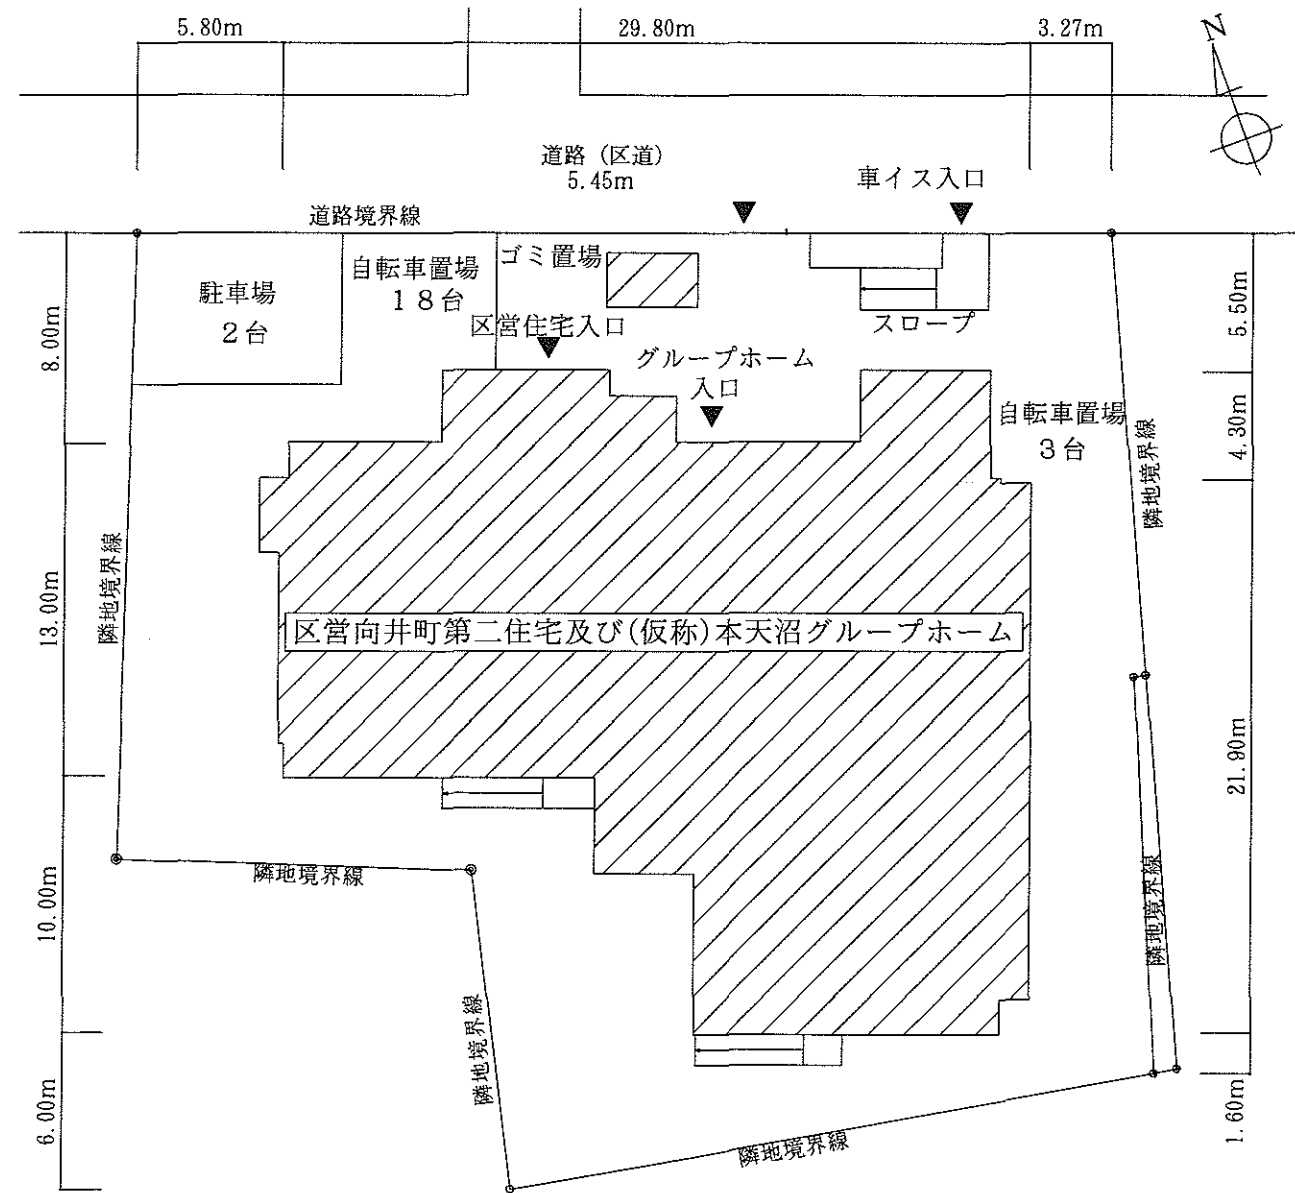 5.80m
29.80m
3.27m
N
道路（区道）
5.45m
車イス入口
道路境界線
駐車場
2台
自転車置場
18台
ゴミ置場
スロープ
区営住宅入口
グループホーム
入口
自転車置場
3台
8.00m
13.00m
10.00m
6.00m
5.50m
4.30m
21.90m
1.60m
隣地境界線
隣地境界線
区営向井町第二住宅及び(仮称)本天沼グループホーム
隣地境界線
隣地境界線
隣地境界線
隣地境界線